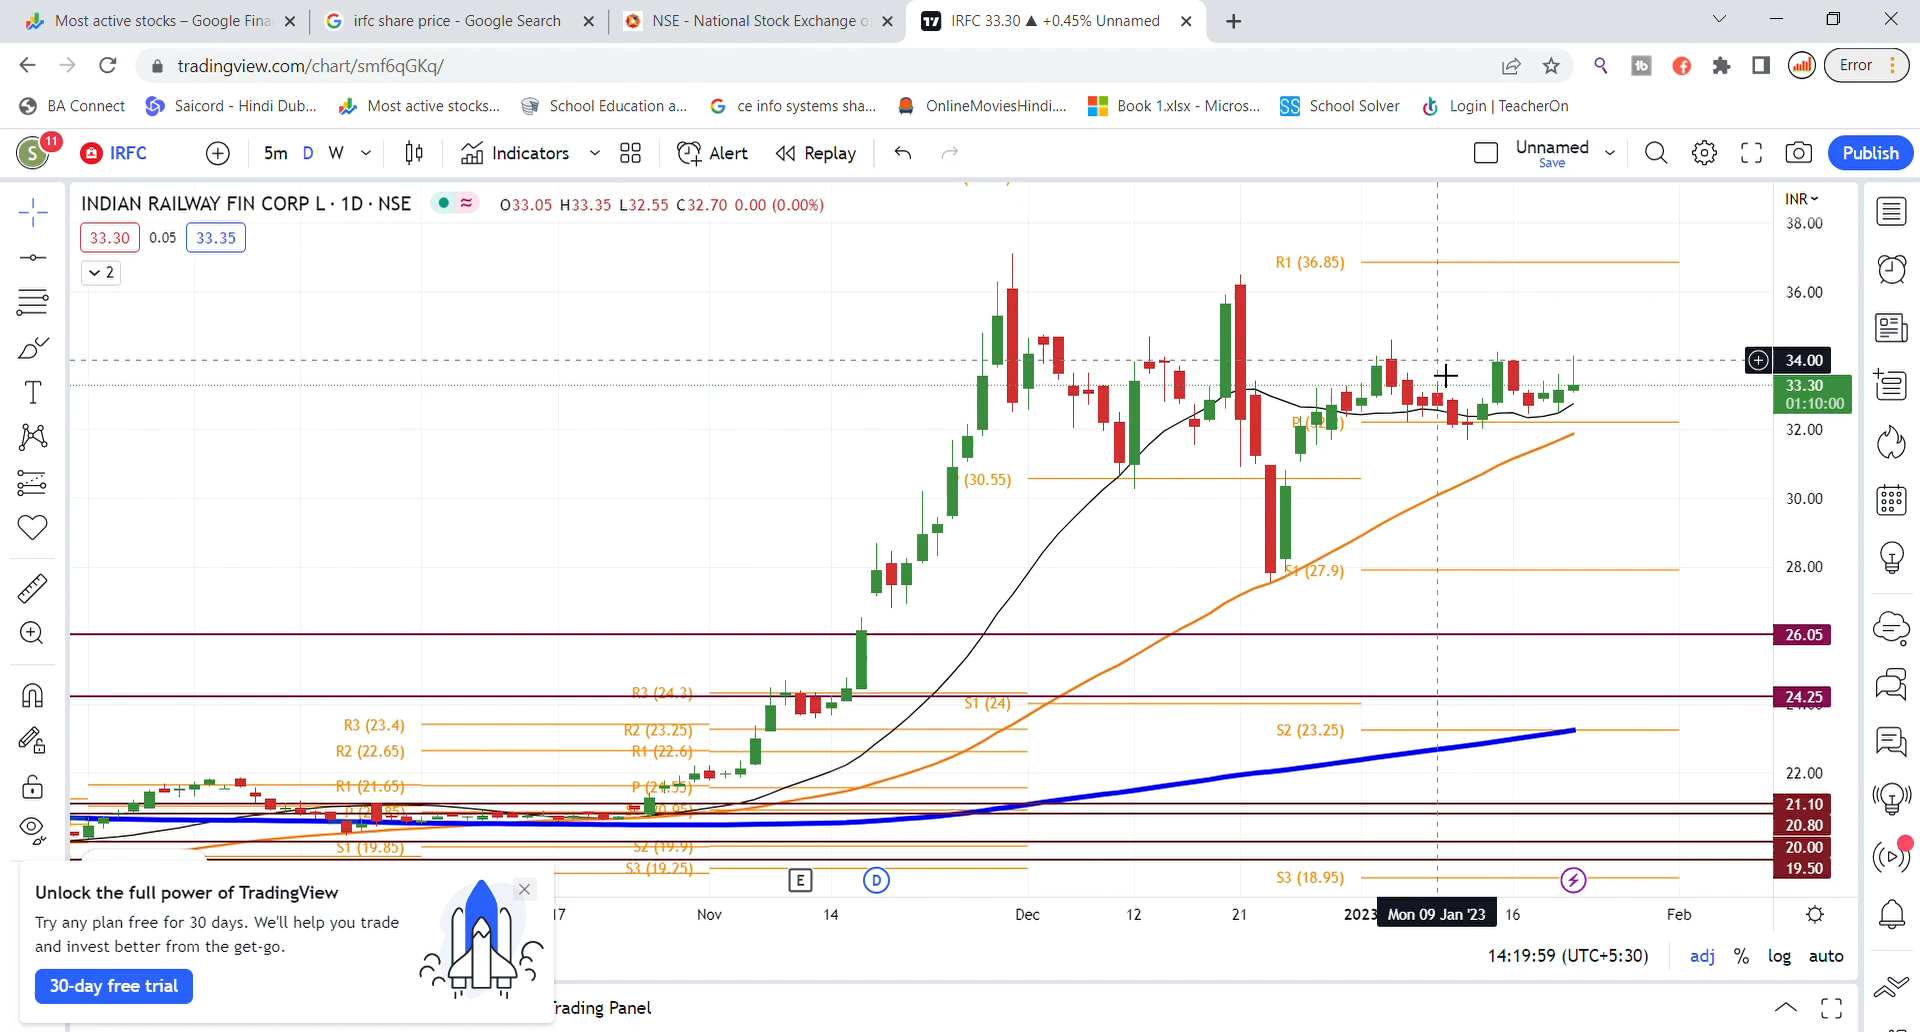 Most active stocks – Google Fina
irfc share price - Google Search
NSE - National Stock Exchange o
IRFC 33.30 ▲ +0.45% Unnamed
tradingview.com/chart/smf6qGKq/
Error
BA Connect
Saicord - Hindi Dub...
Most active stocks...
School Education a...
ce info systems sha...
OnlineMoviesHindi....
Book 1.xlsx - Micros...
School Solver
Login | TeacherOn
S
11
IRFC
5m D W
Indicators
Alert
Replay
Unnamed
Save
Publish
INDIAN RAILWAY FIN CORP L · 1D · NSE
O33.05 H33.35 L32.55 C32.70 0.00 (0.00%)
INR
33.30 0.05 33.35
2
38.00
R1 (36.85)
36.00
34.00
33.30
01:10:00
32.00
(30.55)
30.00
S1 (27.9)
28.00
26.05
R3 (24.3)
24.25
S1 (24)
R3 (23.4)
R2 (23.25)
S2 (23.25)
R2 (22.65)
R1 (22.6)
22.00
R1 (21.65)
21.10
20.80
S1 (19.85)
S2 (19.9)
20.00
S3 (19.25)
19.50
S3 (18.95)
E
D
17
Nov
14
Dec
12
21
2023
Mon 09 Jan '23
16
Feb
Unlock the full power of TradingView
Try any plan free for 30 days. We'll help you trade
and invest better from the get-go.
30-day free trial
14:19:59 (UTC+5:30)
adj % log auto
rading Panel